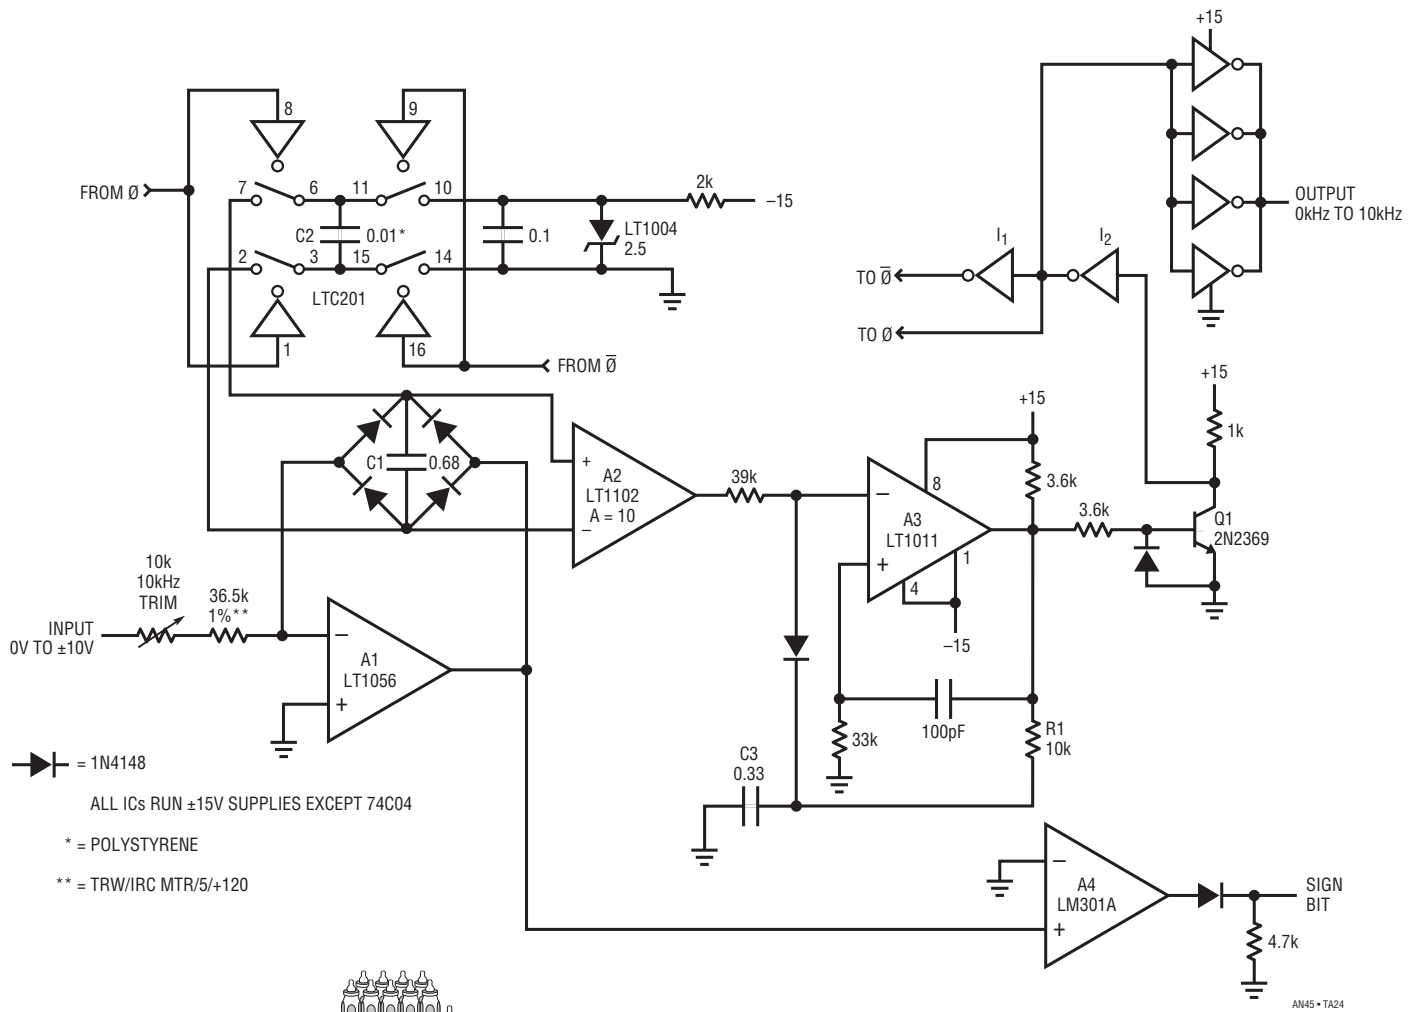 +15
8
9
FROM Ø
7
6
11
10
2k
–15
C2
0.01*
0.1
LT1004
2.5
2
3
15
14
LTC201
1
16
FROM Ø̅
I1
I2
TO Ø̅
TO Ø
OUTPUT
0kHz TO 10kHz
+15
1k
+15
3.6k
3.6k
Q1
2N2369
C1
0.68
+
A2
LT1102
A = 10
–
39k
–
8
A3
LT1011
+
1
4
–15
10k
10kHz
TRIM
36.5k
1%**
INPUT
0V TO ±10V
–
A1
LT1056
+
33k
100pF
R1
10k
C3
0.33
= 1N4148
ALL ICs RUN ±15V SUPPLIES EXCEPT 74C04
* = POLYSTYRENE
** = TRW/IRC MTR/5/+120
–
A4
LM301A
+
SIGN
BIT
4.7k
AN45 • TA24